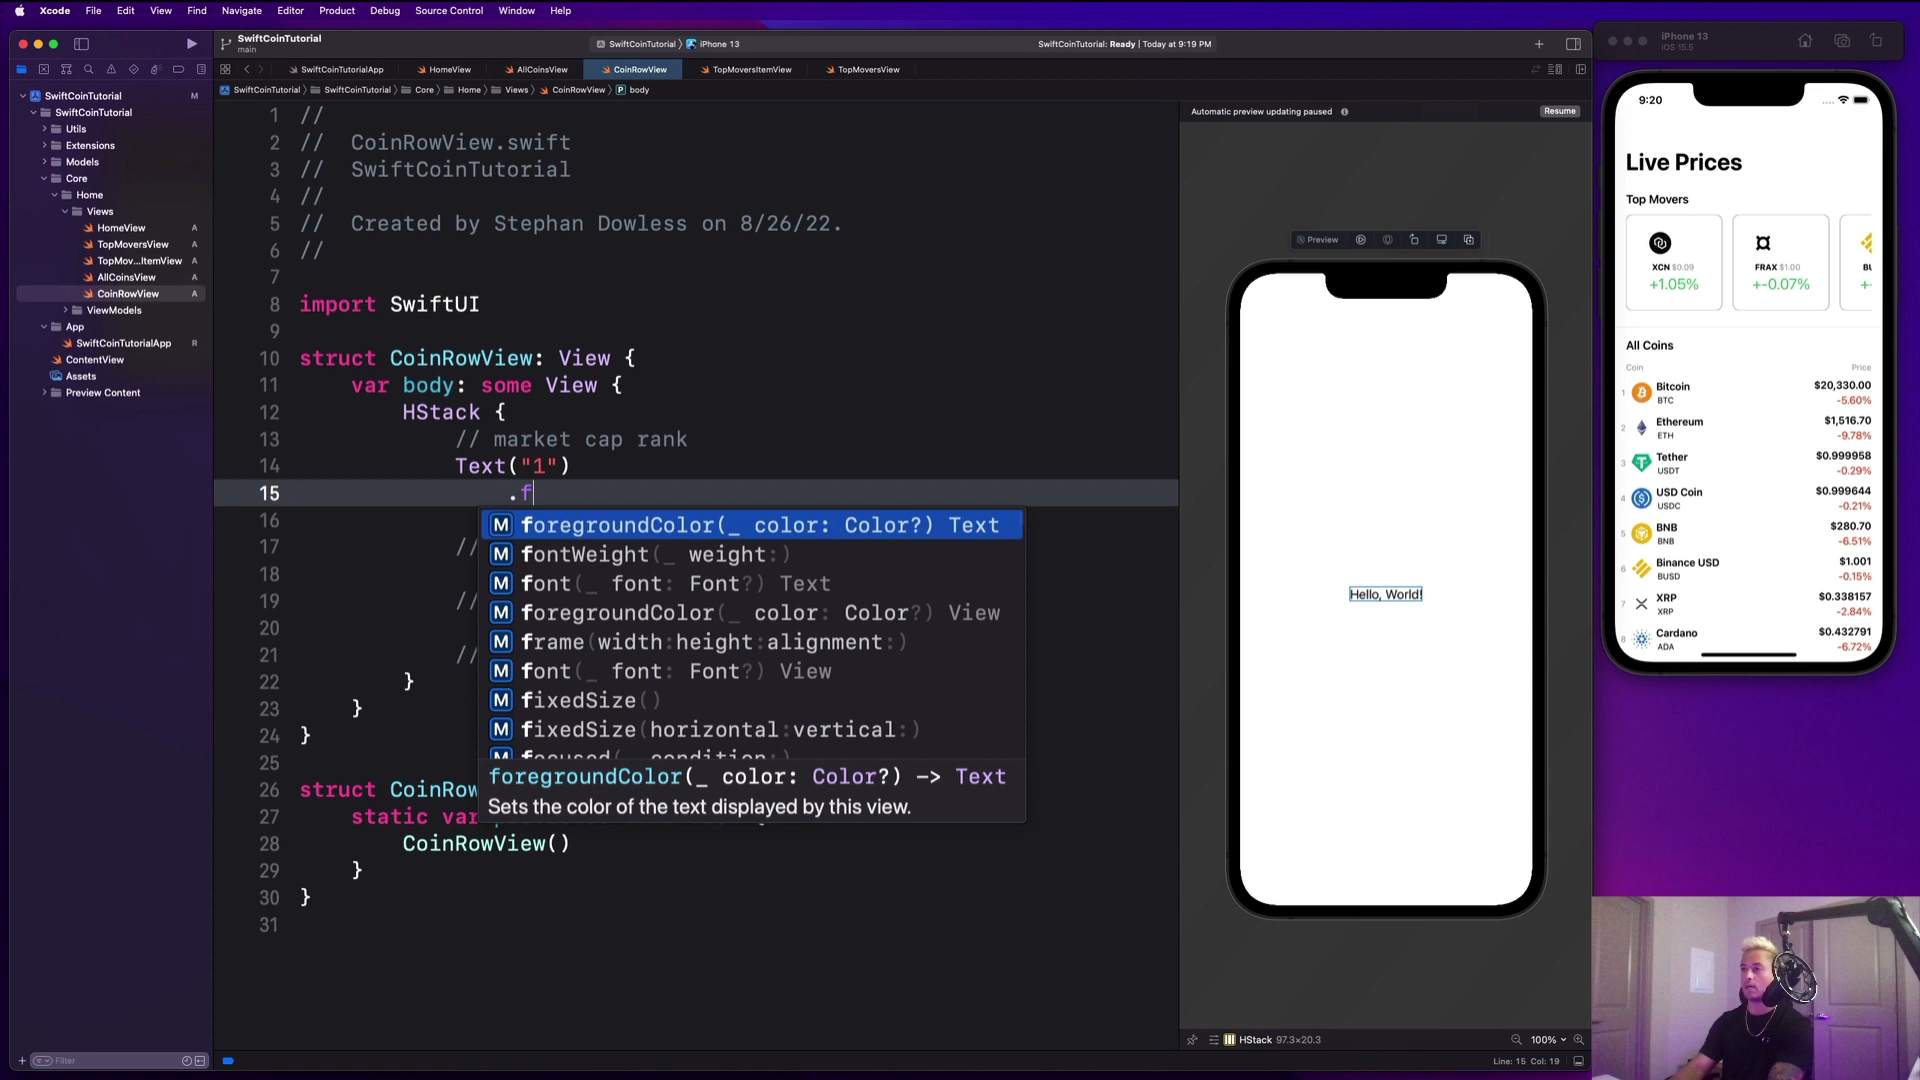 Xcode File Edit View Find Navigate Editor Product Debug Source Control Window Help
SwiftCoinTutorial
main
SwiftCoinTutorial iPhone 13
SwiftCoinTutorial: Ready | Today at 9:19 PM
SwiftCoinTutorialApp HomeView AllCoinsView CoinRowView TopMoversItemView TopMoversView
SwiftCoinTutorial SwiftCoinTutorial Core Home Views CoinRowView P body
SwiftCoinTutorial M
SwiftCoinTutorial
Utils
Extensions
Models
Core
Home
Views
HomeView A
TopMoversView A
TopMov...ItemView A
AllCoinsView A
CoinRowView A
ViewModels
App
SwiftCoinTutorialApp R
ContentView
Assets
Preview Content
Filter
1 //
2 // CoinRowView.swift
3 // SwiftCoinTutorial
4 //
5 // Created by Stephan Dowless on 8/26/22.
6 //
7
8 import SwiftUI
9
10 struct CoinRowView: View {
11 var body: some View {
12 HStack {
13 // market cap rank
14 Text("1")
15 .f
16
17 //
18
19 //
20
21 //
22 }
23 }
24 }
25
26 struct CoinRow
27 static var
28 CoinRowView()
29 }
30 }
31
M foregroundColor(_ color: Color?) Text
M fontWeight(_ weight:)
M font(_ font: Font?) Text
M foregroundColor(_ color: Color?) View
M frame(width:height:alignment:)
M font(_ font: Font?) View
M fixedSize()
M fixedSize(horizontal:vertical:)
M focused(_ condition:)
foregroundColor(_ color: Color?) -> Text
Sets the color of the text displayed by this view.
Automatic preview updating paused
Resume
Preview
Hello, World!
HStack 97.3×20.3
100%
Line: 15 Col: 19
iPhone 13
iOS 15.5
9:20
Live Prices
Top Movers
XCN $0.09
+1.05%
FRAX $1.00
+-0.07%
+-
All Coins
Coin Price
1 Bitcoin $20,330.00
BTC -5.60%
2 Ethereum $1,516.70
ETH -9.78%
3 Tether $0.999958
USDT -0.29%
4 USD Coin $0.999644
USDC -0.21%
5 BNB $280.70
BNB -6.51%
6 Binance USD $1.001
BUSD -0.15%
7 XRP $0.338157
XRP -2.84%
8 Cardano $0.432791
ADA -6.72%